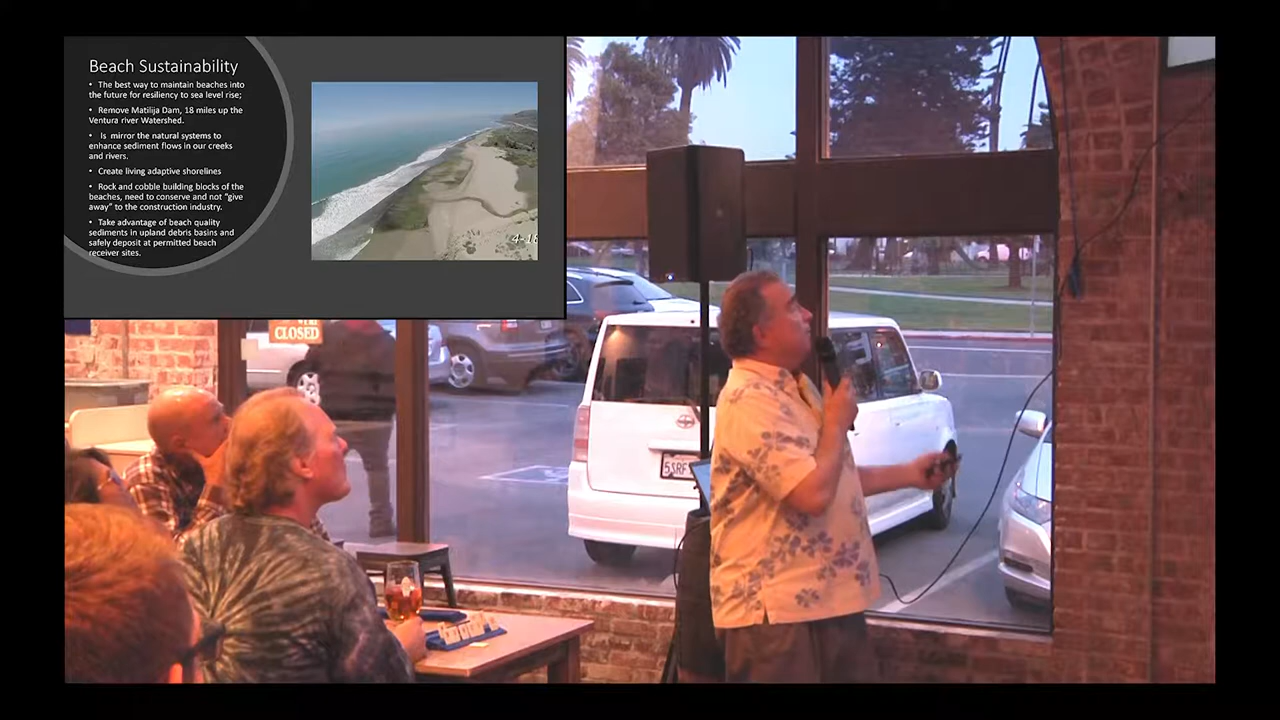 Beach Sustainability
• The best way to maintain beaches into
the future for resiliency to sea level rise;
• Remove Matilija Dam, 18 miles up the
Ventura river Watershed.
• Is mirror the natural systems to
enhance sediment flows in our creeks
and rivers.
• Create living adaptive shorelines
• Rock and cobble building blocks of the
beaches, need to conserve and not "give
away" to the construction industry.
• Take advantage of beach quality
sediments in upland debris basins and
safely deposit at permitted beach
receiver sites.
4-18
CLOSED
5SRF